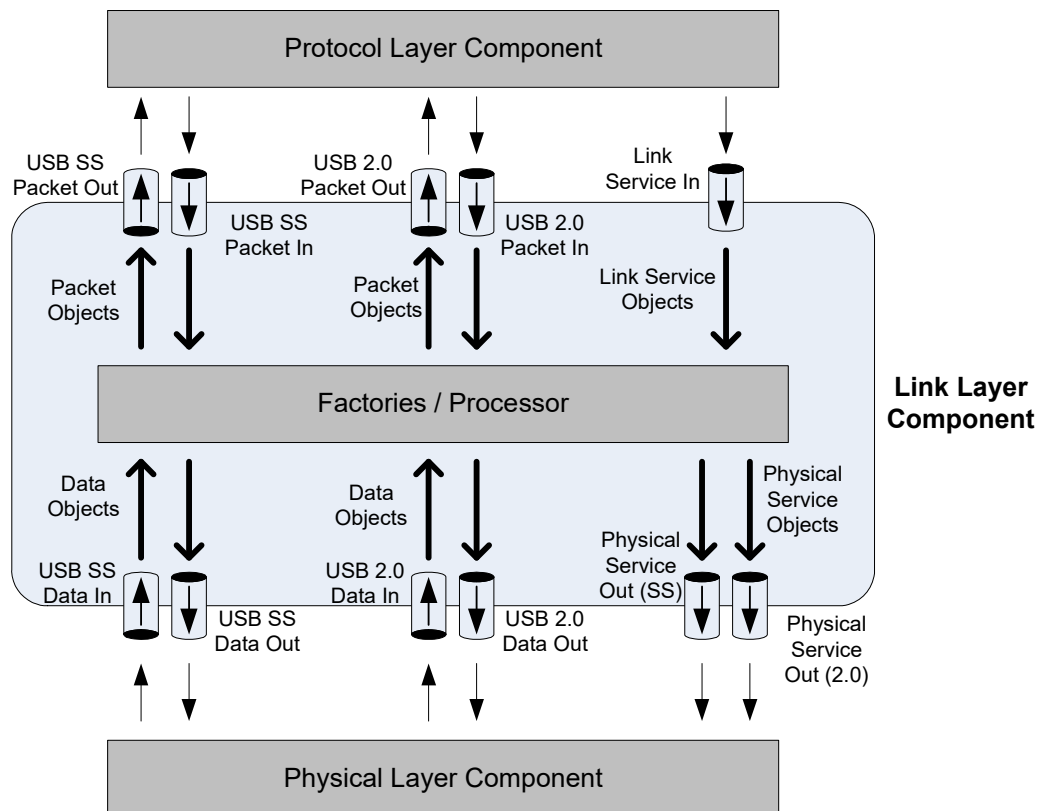 Protocol Layer Component
USB SS
Packet Out
USB SS
Packet In
USB 2.0
Packet Out
USB 2.0
Packet In
Link
Service In
Packet
Objects
Packet
Objects
Link Service
Objects
Factories / Processor
Link Layer
Component
Data
Objects
Data
Objects
Physical
Service
Objects
USB SS
Data In
USB SS
Data Out
USB 2.0
Data In
USB 2.0
Data Out
Physical
Service
Out (SS)
Physical
Service
Out (2.0)
Physical Layer Component